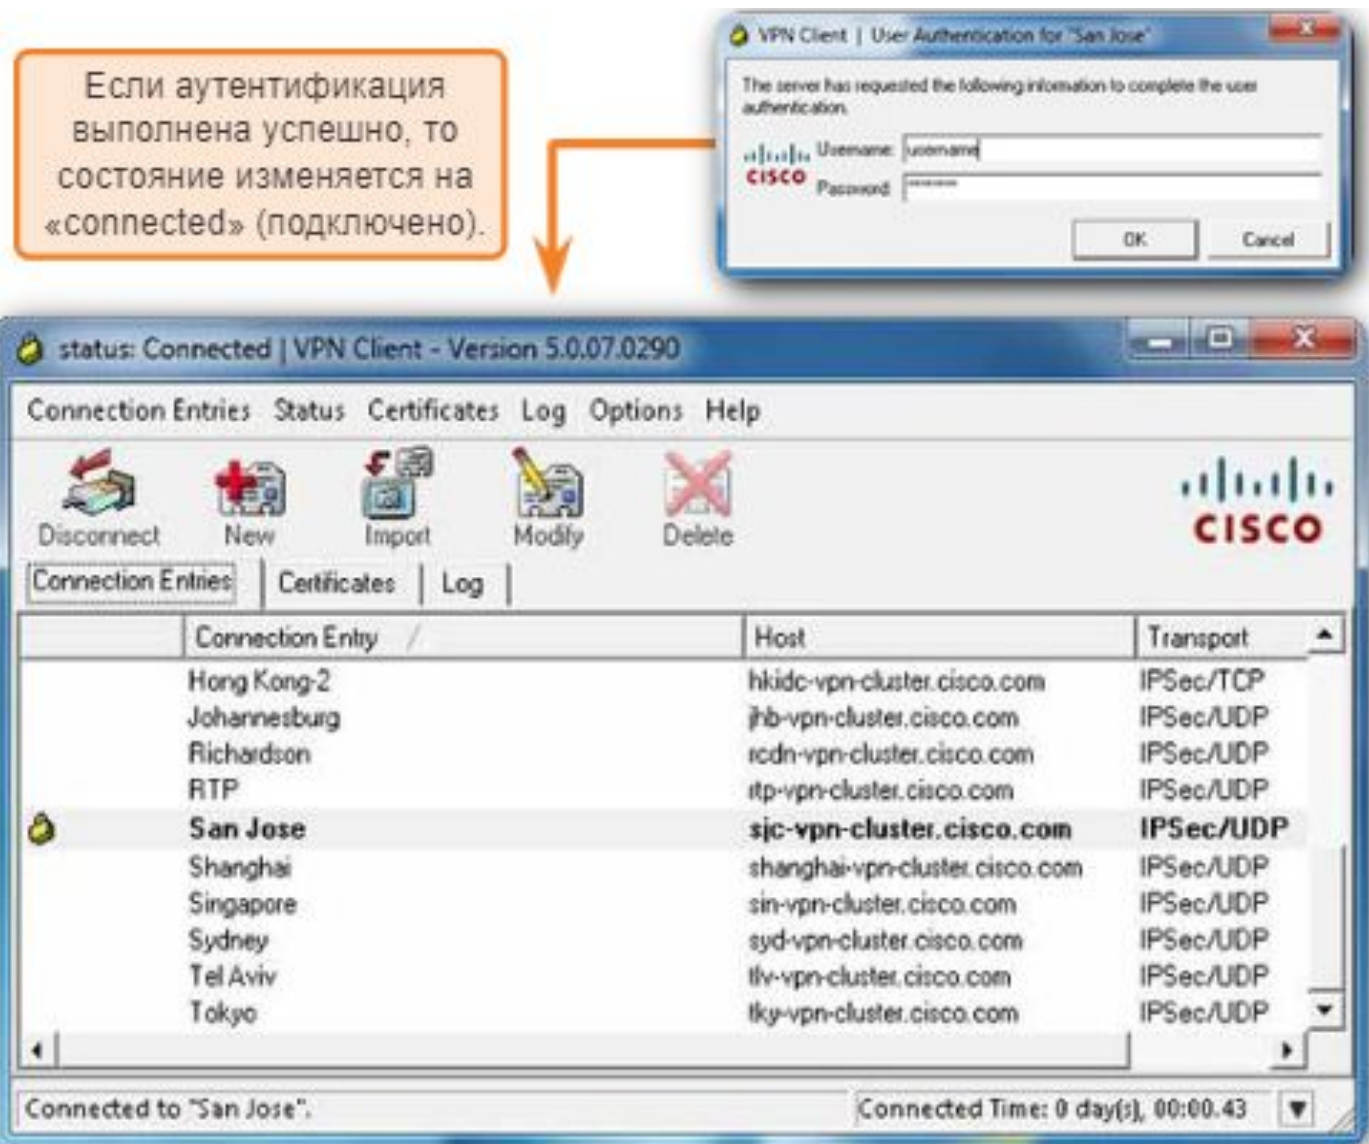 Если аутентификация
выполнена успешно, то
состояние изменяется на
«connected» (подключено).
VPN Client | User Authentication for "San Jose"
The server has requested the following information to complete the user
authentication.
CISCO
Username: username
Password:
OK
Cancel
status: Connected | VPN Client - Version 5.0.07.0290
Connection Entries Status Certificates Log Options Help
Disconnect New Import Modify Delete
CISCO
Connection Entries Certificates Log
Connection Entry Host Transport
Hong Kong-2 hkidc-vpn-cluster.cisco.com IPSec/TCP
Johannesburg jhb-vpn-cluster.cisco.com IPSec/UDP
Richardson rcdn-vpn-cluster.cisco.com IPSec/UDP
RTP rtp-vpn-cluster.cisco.com IPSec/UDP
San Jose sjc-vpn-cluster.cisco.com IPSec/UDP
Shanghai shanghai-vpn-cluster.cisco.com IPSec/UDP
Singapore sin-vpn-cluster.cisco.com IPSec/UDP
Sydney syd-vpn-cluster.cisco.com IPSec/UDP
Tel Aviv tlv-vpn-cluster.cisco.com IPSec/UDP
Tokyo tky-vpn-cluster.cisco.com IPSec/UDP
Connected to "San Jose".
Connected Time: 0 day(s), 00:00.43